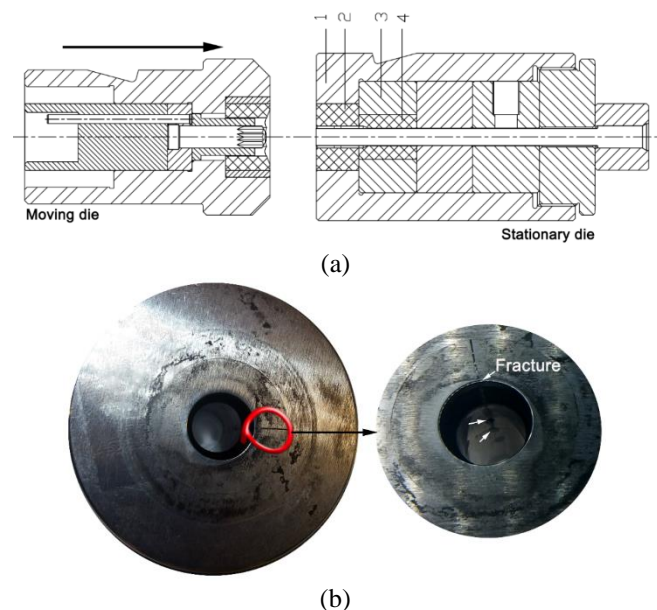 1 2 3 4
Moving die
Stationary die
(a)
Fracture
(b)